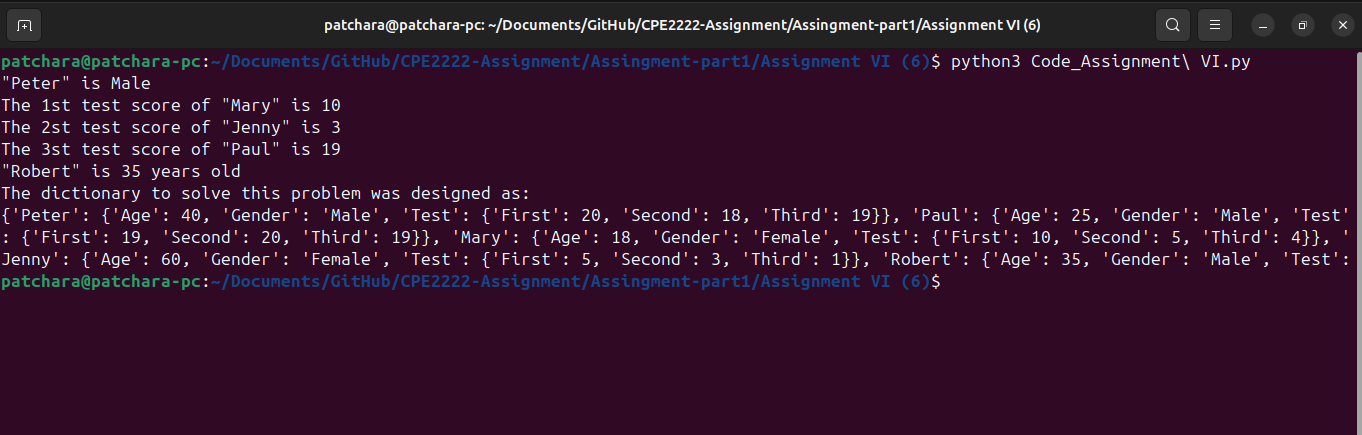 patchara@patchara-pc: ~/Documents/GitHub/CPE2222-Assignment/Assingment-part1/Assignment VI (6)
patchara@patchara-pc:~/Documents/GitHub/CPE2222-Assignment/Assingment-part1/Assignment VI (6)$ python3 Code_Assignment\ VI.py
"Peter" is Male
The 1st test score of "Mary" is 10
The 2st test score of "Jenny" is 3
The 3st test score of "Paul" is 19
"Robert" is 35 years old
The dictionary to solve this problem was designed as:
{'Peter': {'Age': 40, 'Gender': 'Male', 'Test': {'First': 20, 'Second': 18, 'Third': 19}}, 'Paul': {'Age': 25, 'Gender': 'Male', 'Test'
: {'First': 19, 'Second': 20, 'Third': 19}}, 'Mary': {'Age': 18, 'Gender': 'Female', 'Test': {'First': 10, 'Second': 5, 'Third': 4}}, '
Jenny': {'Age': 60, 'Gender': 'Female', 'Test': {'First': 5, 'Second': 3, 'Third': 1}}, 'Robert': {'Age': 35, 'Gender': 'Male', 'Test':
patchara@patchara-pc:~/Documents/GitHub/CPE2222-Assignment/Assingment-part1/Assignment VI (6)$